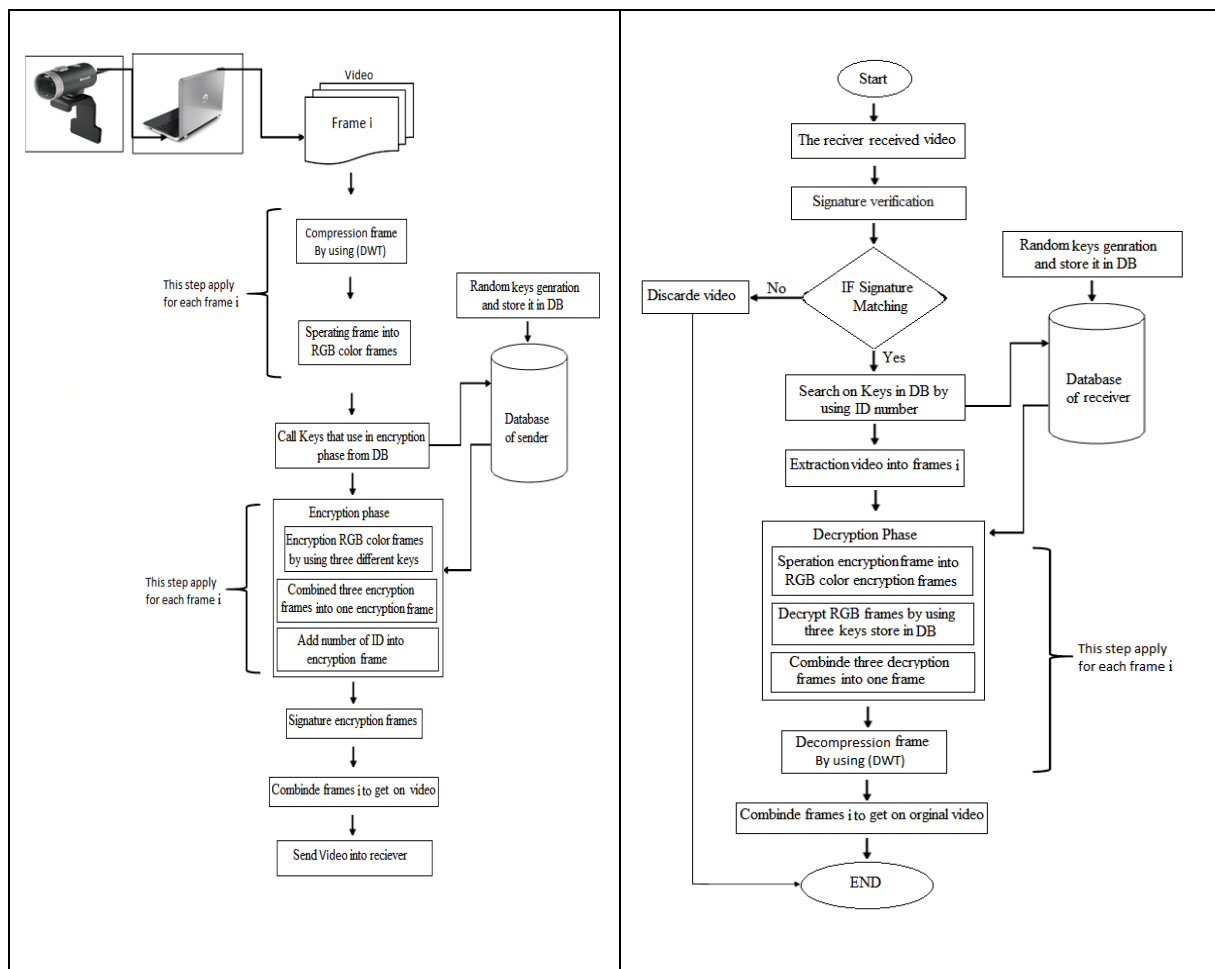 Video
Frame i
Compression frame
By using (DWT)
This step apply
for each frame i
Sperating frame into
RGB color frames
Random keys genration
and store it in DB
Database
of sender
Call Keys that use in encryption
phase from DB
Encryption phase
Encryption RGB color frames
by using three different keys
Combined three encryption
frames into one encryption frame
Add number of ID into
encryption frame
This step apply
for each frame i
Signature encryption frames
Combinde frames i to get on video
Send Video into reciever
Start
The reciver received video
Signature verification
IF Signature
Matching
No
Discarde video
Yes
Random keys genration
and store it in DB
Database
of receiver
Search on Keys in DB by
using ID number
Extraction video into frames i
Decryption Phase
Speration encryption frame into
RGB color encryption frames
Decrypt RGB frames by using
three keys store in DB
Combinde three decryption
frames into one frame
This step apply
for each frame i
Decompression frame
By using (DWT)
Combinde frames i to get on orginal video
END